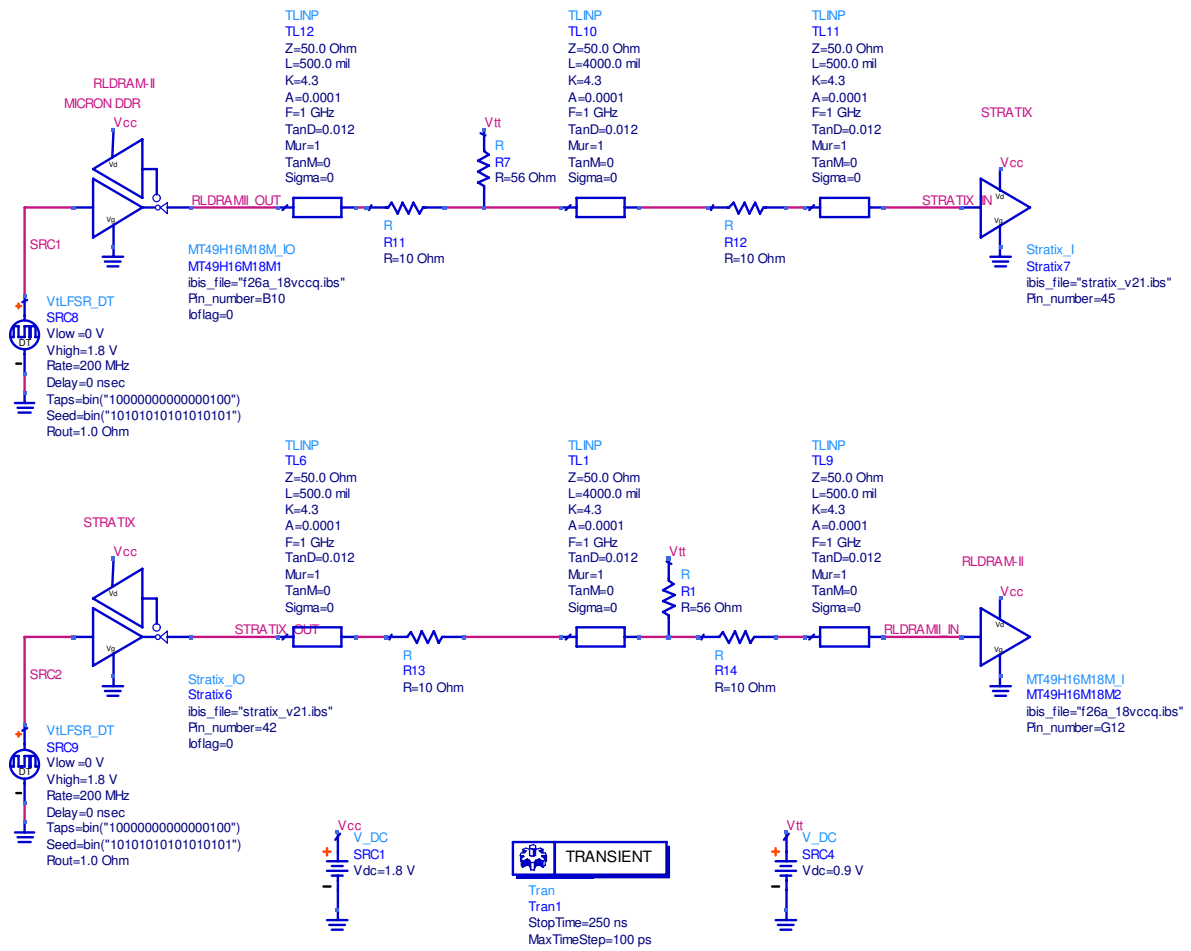 TLINP
TL12
Z=50.0 Ohm
L=500.0 mil
K=4.3
A=0.0001
F=1 GHz
TanD=0.012
Mur=1
TanM=0
Sigma=0
TLINP
TL10
Z=50.0 Ohm
L=4000.0 mil
K=4.3
A=0.0001
F=1 GHz
TanD=0.012
Mur=1
TanM=0
Sigma=0
TLINP
TL11
Z=50.0 Ohm
L=500.0 mil
K=4.3
A=0.0001
F=1 GHz
TanD=0.012
Mur=1
TanM=0
Sigma=0
RLDRAM-II
MICRON DDR
Vcc
Vd
Vg
RLDRAMII_OUT
SRC1
MT49H16M18M_IO
MT49H16M18M1
ibis_file="f26a_18vccq.ibs"
Pin_number=B10
Ioflag=0
R
R11
R=10 Ohm
Vtt
R
R7
R=56 Ohm
R
R12
R=10 Ohm
STRATIX
Vcc
Vd
Vg
STRATIX_IN
Stratix_I
Stratix7
ibis_file="stratix_v21.ibs"
Pin_number=45
VtLFSR_DT
SRC8
Vlow =0 V
Vhigh=1.8 V
Rate=200 MHz
Delay=0 nsec
Taps=bin("10000000000000100")
Seed=bin("10101010101010101")
Rout=1.0 Ohm
DT
TLINP
TL6
Z=50.0 Ohm
L=500.0 mil
K=4.3
A=0.0001
F=1 GHz
TanD=0.012
Mur=1
TanM=0
Sigma=0
TLINP
TL1
Z=50.0 Ohm
L=4000.0 mil
K=4.3
A=0.0001
F=1 GHz
TanD=0.012
Mur=1
TanM=0
Sigma=0
TLINP
TL9
Z=50.0 Ohm
L=500.0 mil
K=4.3
A=0.0001
F=1 GHz
TanD=0.012
Mur=1
TanM=0
Sigma=0
STRATIX
Vcc
Vd
Vg
STRATIX_OUT
SRC2
Stratix_IO
Stratix6
ibis_file="stratix_v21.ibs"
Pin_number=42
Ioflag=0
R
R13
R=10 Ohm
Vtt
R
R1
R=56 Ohm
R
R14
R=10 Ohm
RLDRAM-II
Vcc
Vd
Vg
RLDRAMII_IN
MT49H16M18M_I
MT49H16M18M2
ibis_file="f26a_18vccq.ibs"
Pin_number=G12
VtLFSR_DT
SRC9
Vlow =0 V
Vhigh=1.8 V
Rate=200 MHz
Delay=0 nsec
Taps=bin("10000000000000100")
Seed=bin("10101010101010101")
Rout=1.0 Ohm
DT
Vcc
V_DC
SRC1
Vdc=1.8 V
TRANSIENT
Tran
Tran1
StopTime=250 ns
MaxTimeStep=100 ps
Vtt
V_DC
SRC4
Vdc=0.9 V